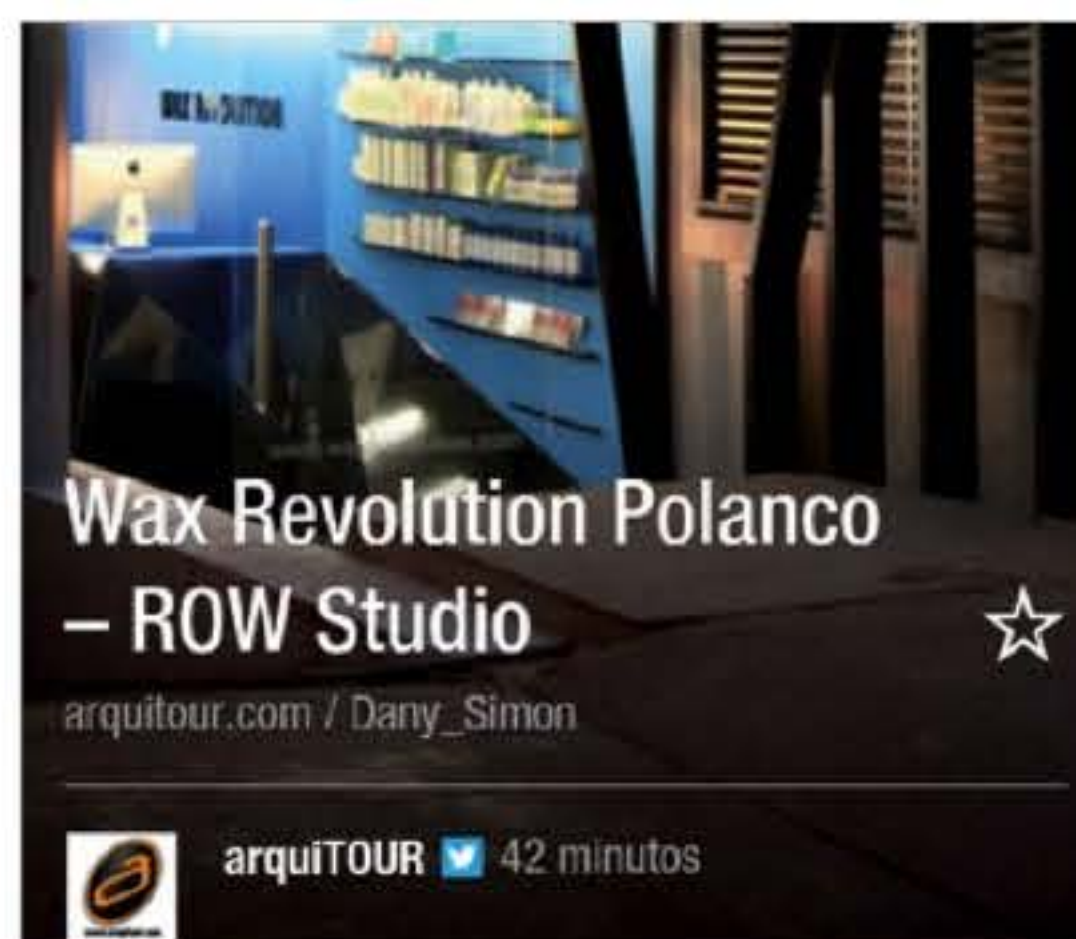 Wax Revolution Polanco
– ROW Studio
arquitour.com / Dany_Simon
arquiTOUR 42 minutos